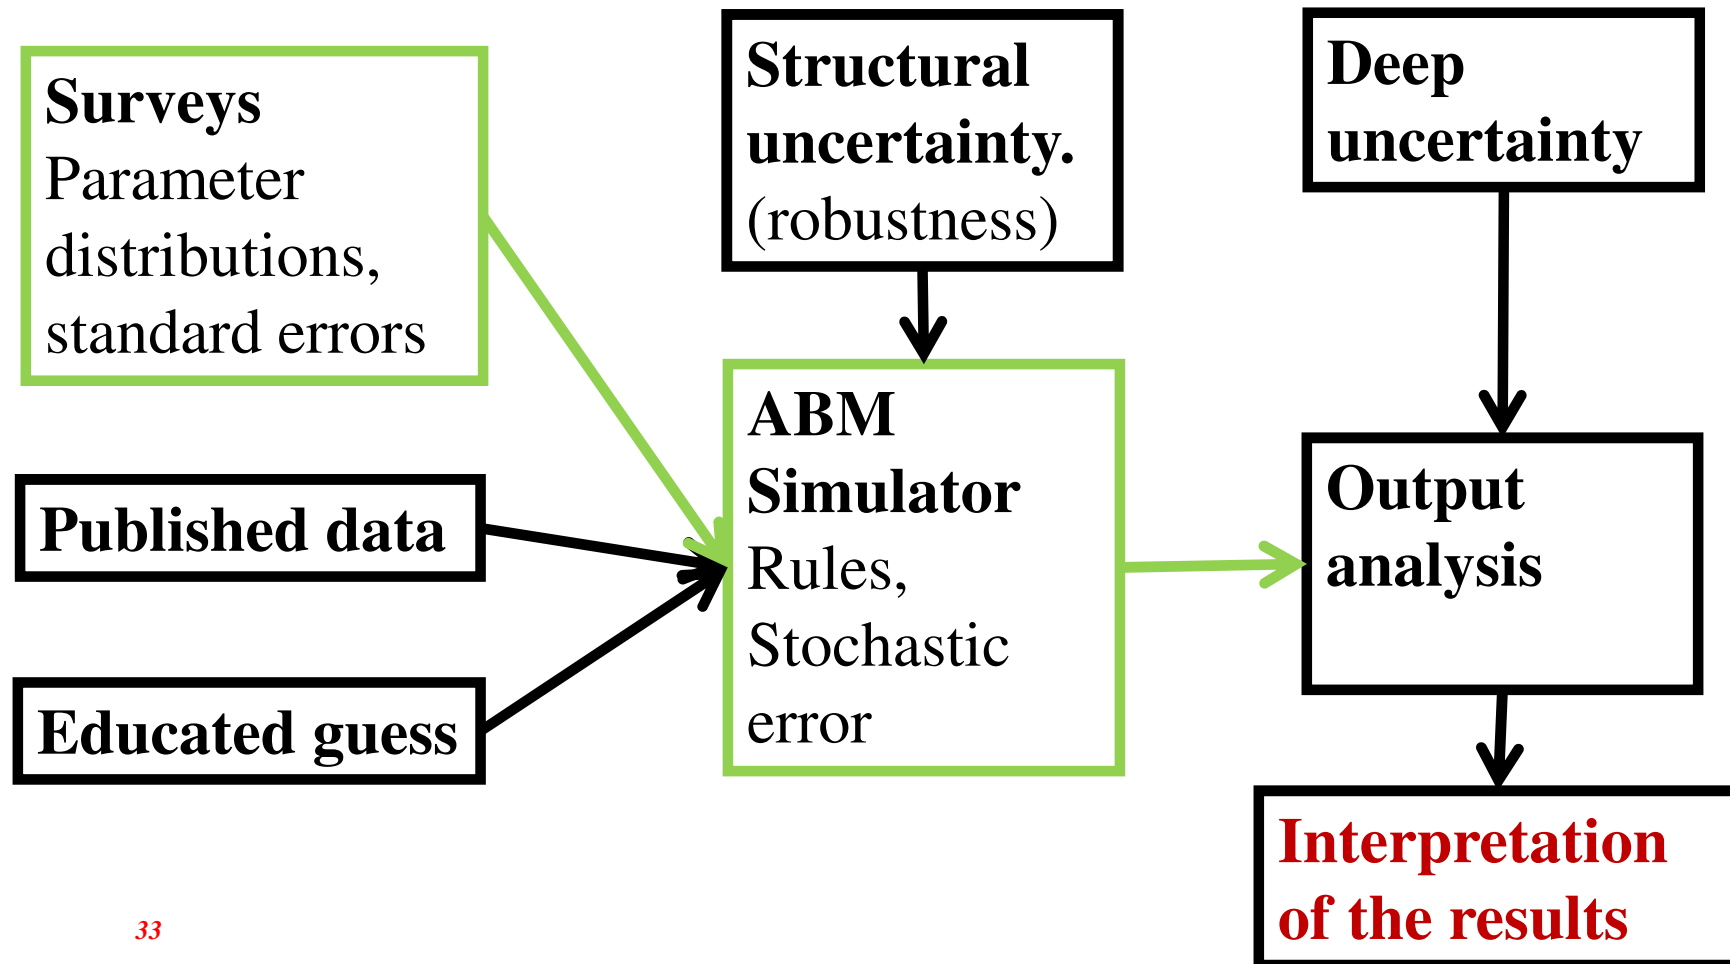 Surveys
Parameter
distributions,
standard errors
Published data
Educated guess
Structural
uncertainty.
(robustness)
ABM
Simulator
Rules,
Stochastic
error
Deep
uncertainty
Output
analysis
Interpretation
of the results
33